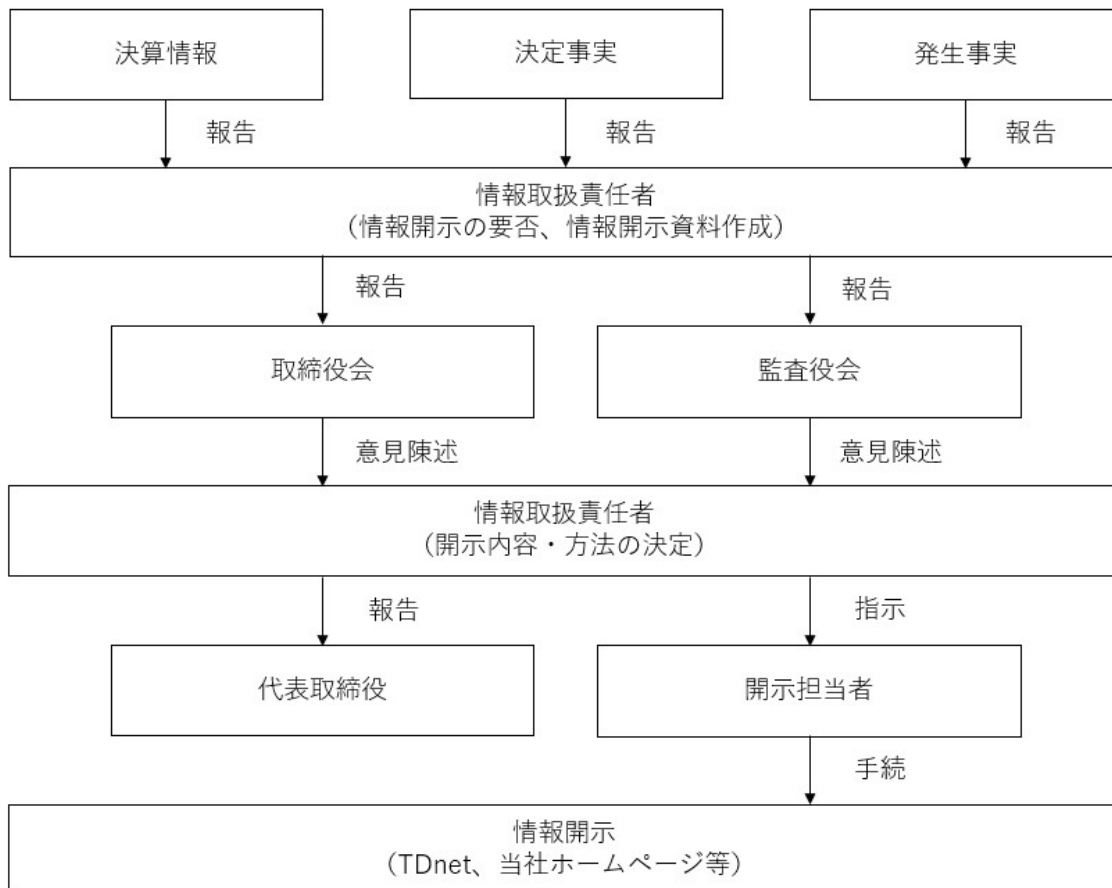 決算情報
決定事実
発生事実
報告
報告
報告
情報取扱責任者
（情報開示の要否、情報開示資料作成）
報告
報告
取締役会
監査役会
意見陳述
意見陳述
情報取扱責任者
（開示内容・方法の決定）
報告
指示
代表取締役
開示担当者
手続
情報開示
（TDnet、当社ホームページ等）